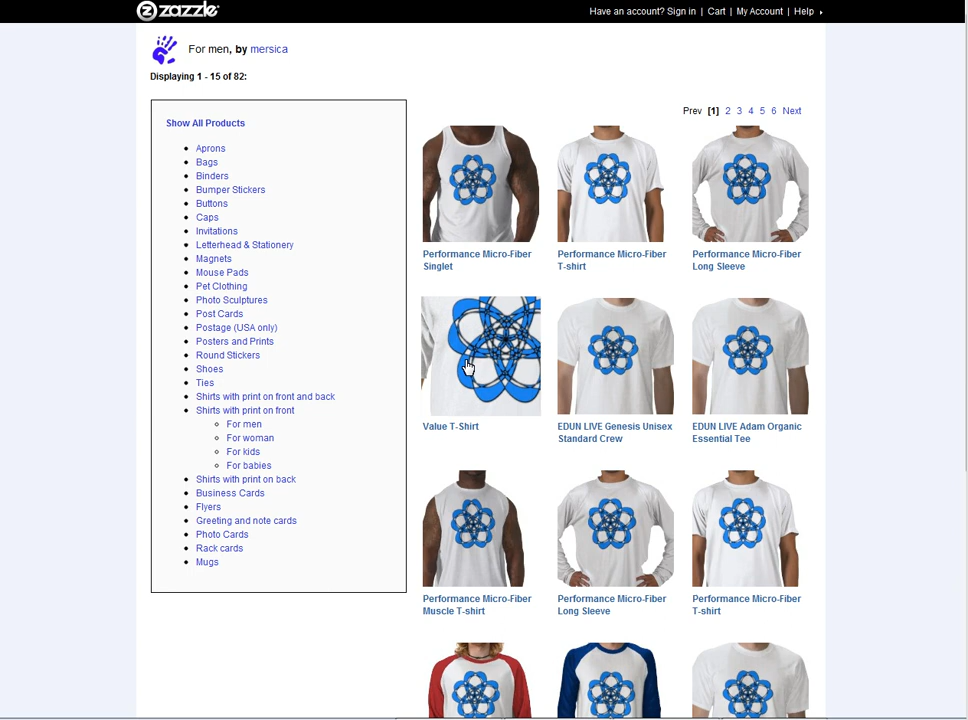 zazzle
Have an account? Sign in | Cart | My Account | Help
For men, by mersica
Displaying 1 - 15 of 82:
Show All Products
Aprons
Bags
Binders
Bumper Stickers
Buttons
Caps
Invitations
Letterhead & Stationery
Magnets
Mouse Pads
Pet Clothing
Photo Sculptures
Post Cards
Postage (USA only)
Posters and Prints
Round Stickers
Shoes
Ties
Shirts with print on front and back
Shirts with print on front
For men
For woman
For kids
For babies
Shirts with print on back
Business Cards
Flyers
Greeting and note cards
Photo Cards
Rack cards
Mugs
Prev [1] 2 3 4 5 6 Next
Performance Micro-Fiber
Singlet
Performance Micro-Fiber
T-shirt
Performance Micro-Fiber
Long Sleeve
Value T-Shirt
EDUN LIVE Genesis Unisex
Standard Crew
EDUN LIVE Adam Organic
Essential Tee
Performance Micro-Fiber
Muscle T-shirt
Performance Micro-Fiber
Long Sleeve
Performance Micro-Fiber
T-shirt